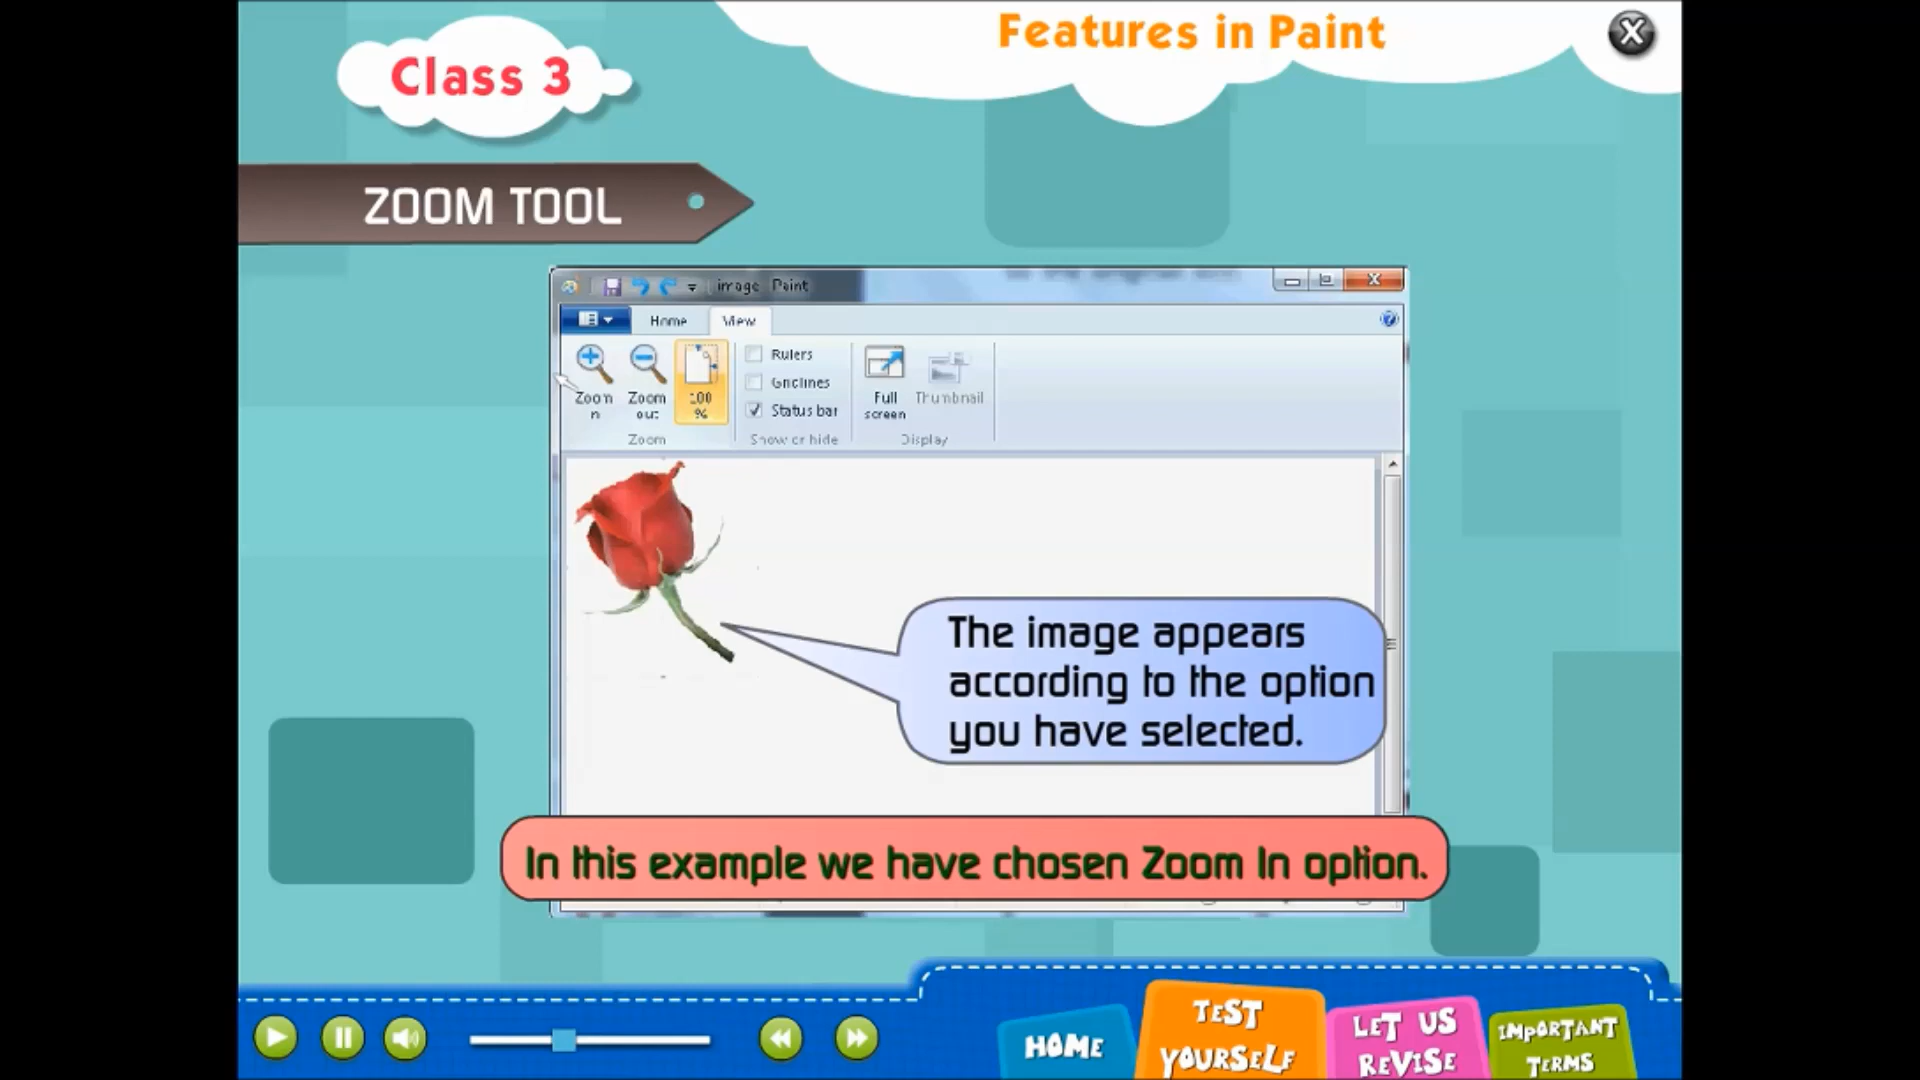 Class 3
Features in Paint
ZOOM TOOL
image Paint
Home
View
Zoom
out
100
%
Rulers
Gridlines
Status bar
Full
screen
Thumbnail
Zoom
Show or hide
Display
The image appears
according to the option
you have selected.
In this example we have chosen Zoom In option.
HOME
TEST
YOURSELF
LET US
REVISE
IMPORTANT
TERMS